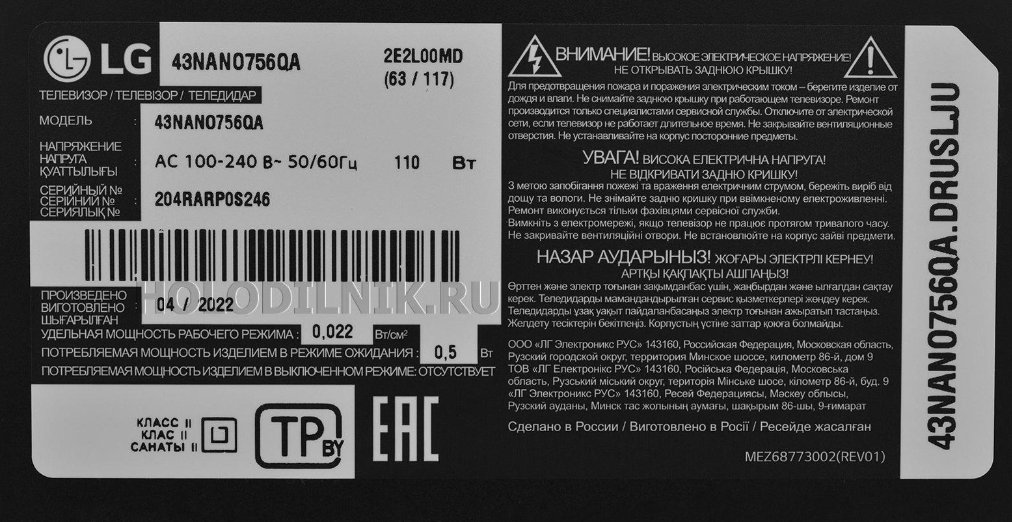 LG 43NANO756QA 2E2L00MD
(63 / 117)
ТЕЛЕВИЗОР / ТЕЛЕВІЗОР / ТЕЛЕДИДАР
МОДЕЛЬ : 43NANO756QA
НАПРЯЖЕНИЕ
НАПРУГА : AC 100-240 В~ 50/60Гц 110 Вт
ҚУАТТЫЛЫҒЫ
СЕРИЙНЫЙ №
СЕРІЙНИЙ № : 204RARP0S246
СЕРИЯЛЫҚ №
HOLODILNIK.RU
ПРОИЗВЕДЕНО
ВИГОТОВЛЕНО : 04 / 2022
ШЫҒАРЫЛҒАН
УДЕЛЬНАЯ МОЩНОСТЬ РАБОЧЕГО РЕЖИМА : 0,022 Вт/см²
ПОТРЕБЛЯЕМАЯ МОЩНОСТЬ ИЗДЕЛИЕМ В РЕЖИМЕ ОЖИДАНИЯ : 0,5 Вт
ПОТРЕБЛЯЕМАЯ МОЩНОСТЬ ИЗДЕЛИЕМ В ВЫКЛЮЧЕННОМ РЕЖИМЕ: ОТСУТСТВУЕТ
КЛАСС II
КЛАС II
САНАТЫ II
TP BY
EAC
ВНИМАНИЕ! ВЫСОКОЕ ЭЛЕКТРИЧЕСКОЕ НАПРЯЖЕНИЕ!
НЕ ОТКРЫВАТЬ ЗАДНЮЮ КРЫШКУ!
Для предотвращения пожара и поражения электрическим током – берегите изделие от
дождя и влаги. Не снимайте заднюю крышку при работающем телевизоре. Ремонт
производится только специалистами сервисной службы. Отключите от электрической
сети, если телевизор не работает длительное время. Не закрывайте вентиляционные
отверстия. Не устанавливайте на корпус посторонние предметы.
УВАГА! ВИСОКА ЕЛЕКТРИЧНА НАПРУГА!
НЕ ВІДКРИВАТИ ЗАДНЮ КРИШКУ!
З метою запобігання пожежі та враження електричним струмом, бережіть виріб від
дощу та вологи. Не знімайте задню кришку при ввімкненому електроживленні.
Ремонт виконується тільки фахівцями сервісної служби.
Вимкніть з електромережі, якщо телевізор не працює протягом тривалого часу.
Не закривайте вентиляційні отвори. Не встановлюйте на корпус зайві предмети.
НАЗАР АУДАРЫҢЫЗ! ЖОҒАРЫ ЭЛЕКТРЛІ КЕРНЕУ!
АРТҚЫ ҚАҚПАҚТЫ АШПАҢЫЗ!
Өрттен және электр тоғынан зақымданбас үшін, жаңбырдан және ылғалдан сақтау
керек. Теледидарды мамандандырылған сервис қызметкерлері жөндеу керек.
Теледидарды ұзақ уақыт пайдаланбасаңыз электр тоғынан ажыратып тастаңыз.
Желдету тесіктерін бекітпеңіз. Корпустың үстіне заттар қоюға болмайды.
ООО «ЛГ Электроникс РУС» 143160, Российская Федерация, Московская область,
Рузский городской округ, территория Минское шоссе, километр 86-й, дом 9
ТОВ «ЛГ Електронікс РУС» 143160, Російська Федерація, Московська
область, Рузський міський округ, територія Мінське шосе, кілометр 86-й, буд. 9
«ЛГ Электроникс РУС» 143160, Ресей Федерациясы, Мәскеу облысы,
Рузский ауданы, Минск тас жолының аумағы, шақырым 86-шы, 9-ғимарат
Сделано в России / Виготовлено в Росії / Ресейде жасалған
MEZ68773002(REV01)
43NANO756QA.DRUSLJU